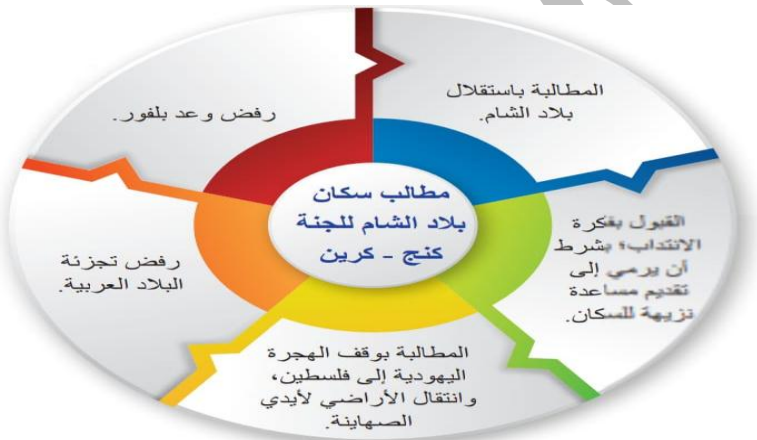 مطالب سكان
بلاد الشام للجنة
كنج - كرين
المطالبة باستقلال
بلاد الشام.
القبول بفكرة
الانتداب؛ بشرط
أن يرمي إلى
تقديم مساعدة
نزيهة للسكان.
المطالبة بوقف الهجرة
اليهودية إلى فلسطين،
وانتقال الأراضي لأيدي
الصهاينة.
رفض تجزئة
البلاد العربية.
رفض وعد بلفور.